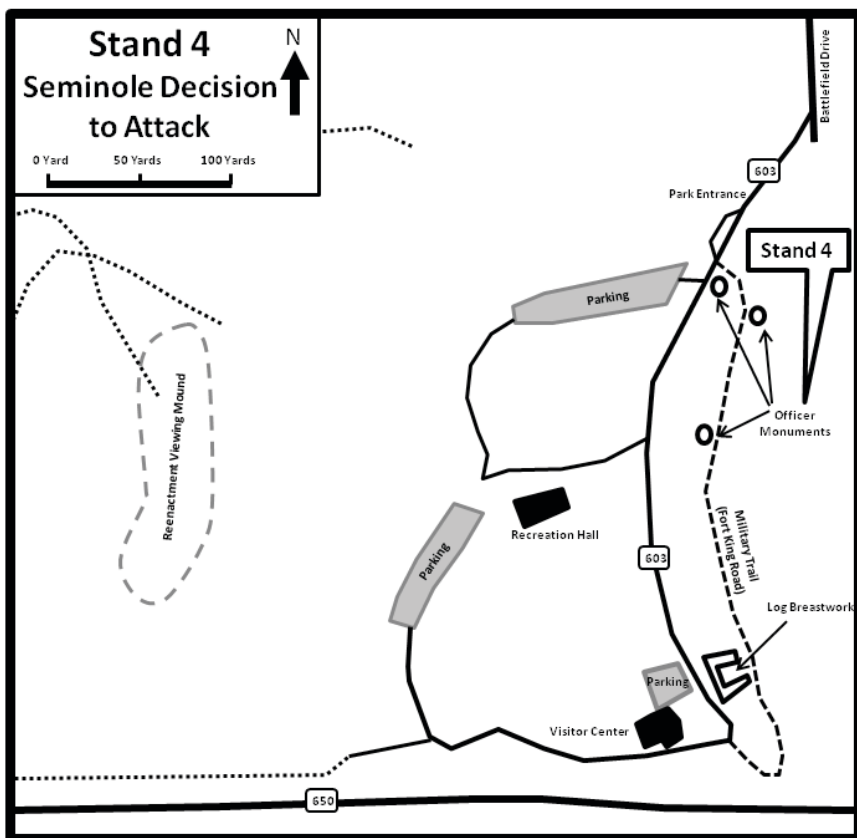 Stand 4
Seminole Decision
to Attack
N
0 Yard
50 Yards
100 Yards
Battlefield Drive
603
Park Entrance
Stand 4
Parking
Officer
Monuments
Reenactment Viewing Mound
Recreation Hall
Parking
Military Trail
(Fort King Road)
603
Log Breastwork
Parking
Visitor Center
650